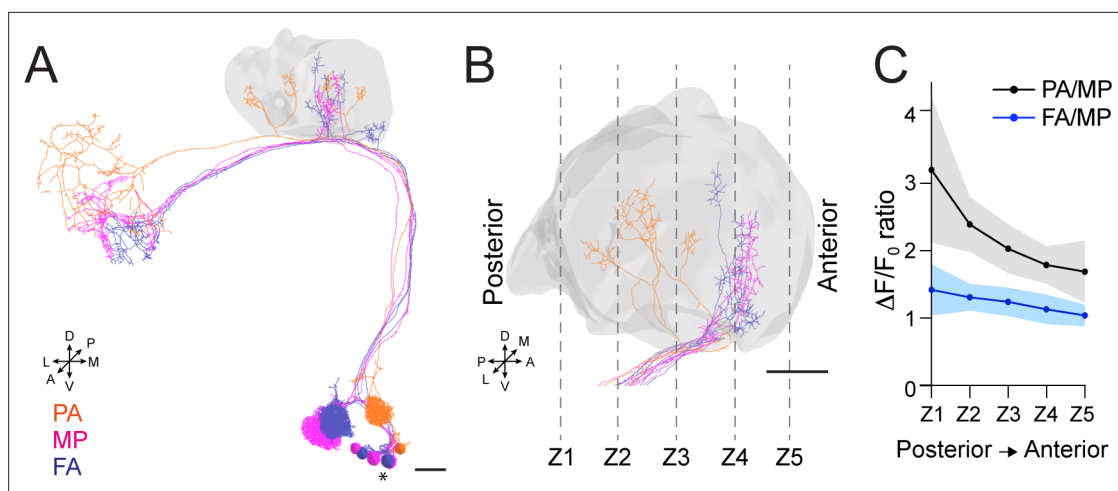 A
D
P
L
M
A
V
PA
MP
FA
*
B
Posterior
Anterior
D
M
P
A
L
V
Z1 Z2 Z3 Z4 Z5
C
PA/MP
FA/MP
ΔF/F₀ ratio
4
3
2
1
0
Z1 Z2 Z3 Z4 Z5
Posterior → Anterior